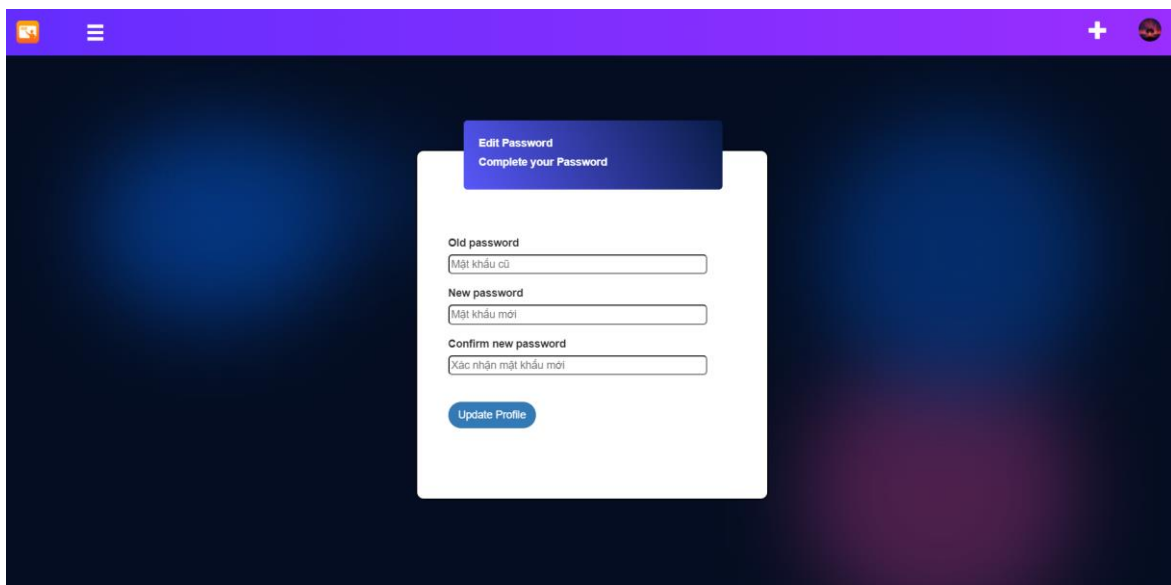 Edit Password
Complete your Password
Old password
Mật khẩu cũ
New password
Mật khẩu mới
Confirm new password
Xác nhận mật khẩu mới
Update Profile